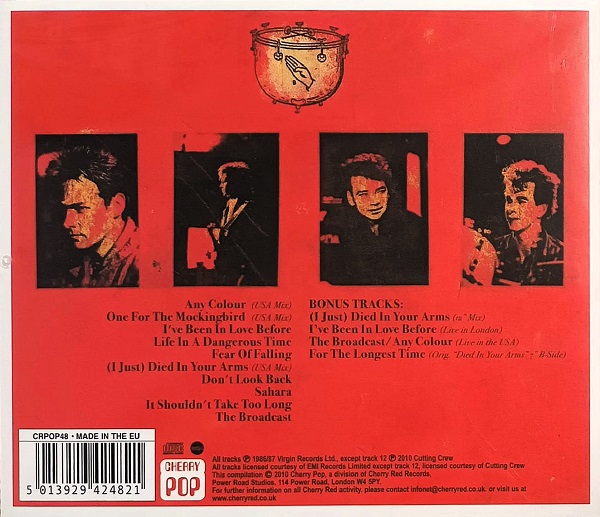 Any Colour (USA Mix)
One For The Mockingbird (USA Mix)
I've Been In Love Before
Life In A Dangerous Time
Fear Of Falling
(I Just) Died In Your Arms (USA Mix)
Don't Look Back
Sahara
It Shouldn't Take Too Long
The Broadcast
BONUS TRACKS:
(I Just) Died In Your Arms (12" Mix)
I've Been In Love Before (Live in London)
The Broadcast/Any Colour (Live in the USA)
For The Longest Time (Orig. "Died In Your Arms" 7" B-Side)
CRPOP48 • MADE IN THE EU
5 013929 424821
CHERRY
POP
All tracks ℗ 1986/87 Virgin Records Ltd., except track 12 ℗ 2010 Cutting Crew
All tracks licensed courtesy of EMI Records Limited except track 12, licensed courtesy of Cutting Crew
This compilation © 2010 Cherry Pop, a division of Cherry Red Records,
Power Road Studios, 114 Power Road, London W4 5PY.
For further information on all Cherry Red activity, please contact infonet@cherryred.co.uk, or visit us at
www.cherryred.co.uk